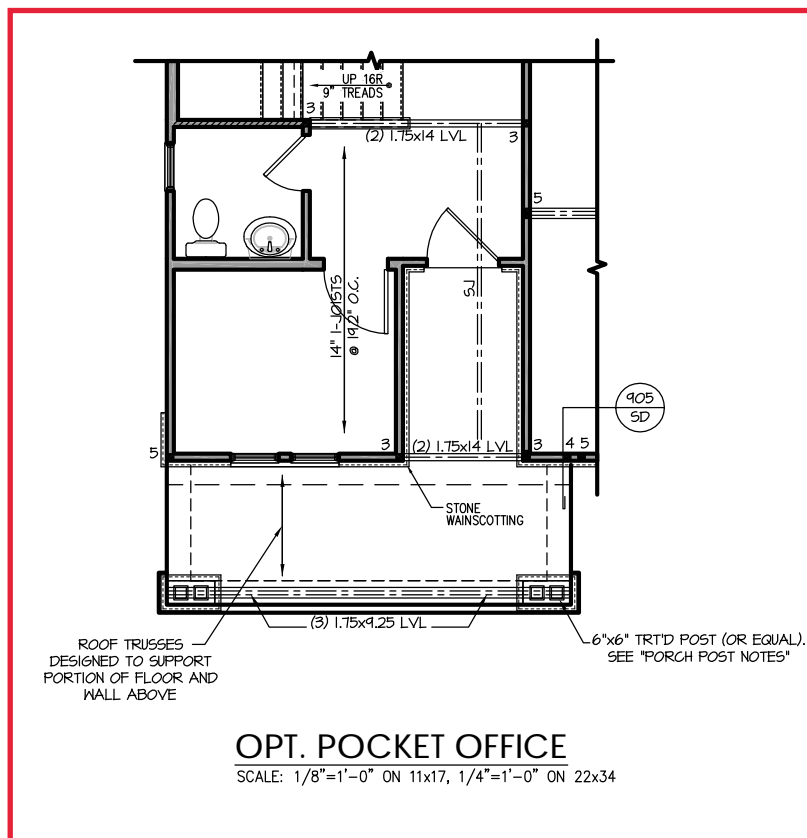 UP 16R
9" TREADS
3
(2) 1.75x14 LVL
3
5
14" I-JOISTS
@ 19.2" O.C.
SJ
905
SD
5
3
(2) 1.75x14 LVL
3
4
5
STONE
WAINSCOTTING
(3) 1.75x9.25 LVL
ROOF TRUSSES
DESIGNED TO SUPPORT
PORTION OF FLOOR AND
WALL ABOVE
6"x6" TRT'D POST (OR EQUAL).
SEE "PORCH POST NOTES"
OPT. POCKET OFFICE
SCALE: 1/8"=1'-0" ON 11x17, 1/4"=1'-0" ON 22x34